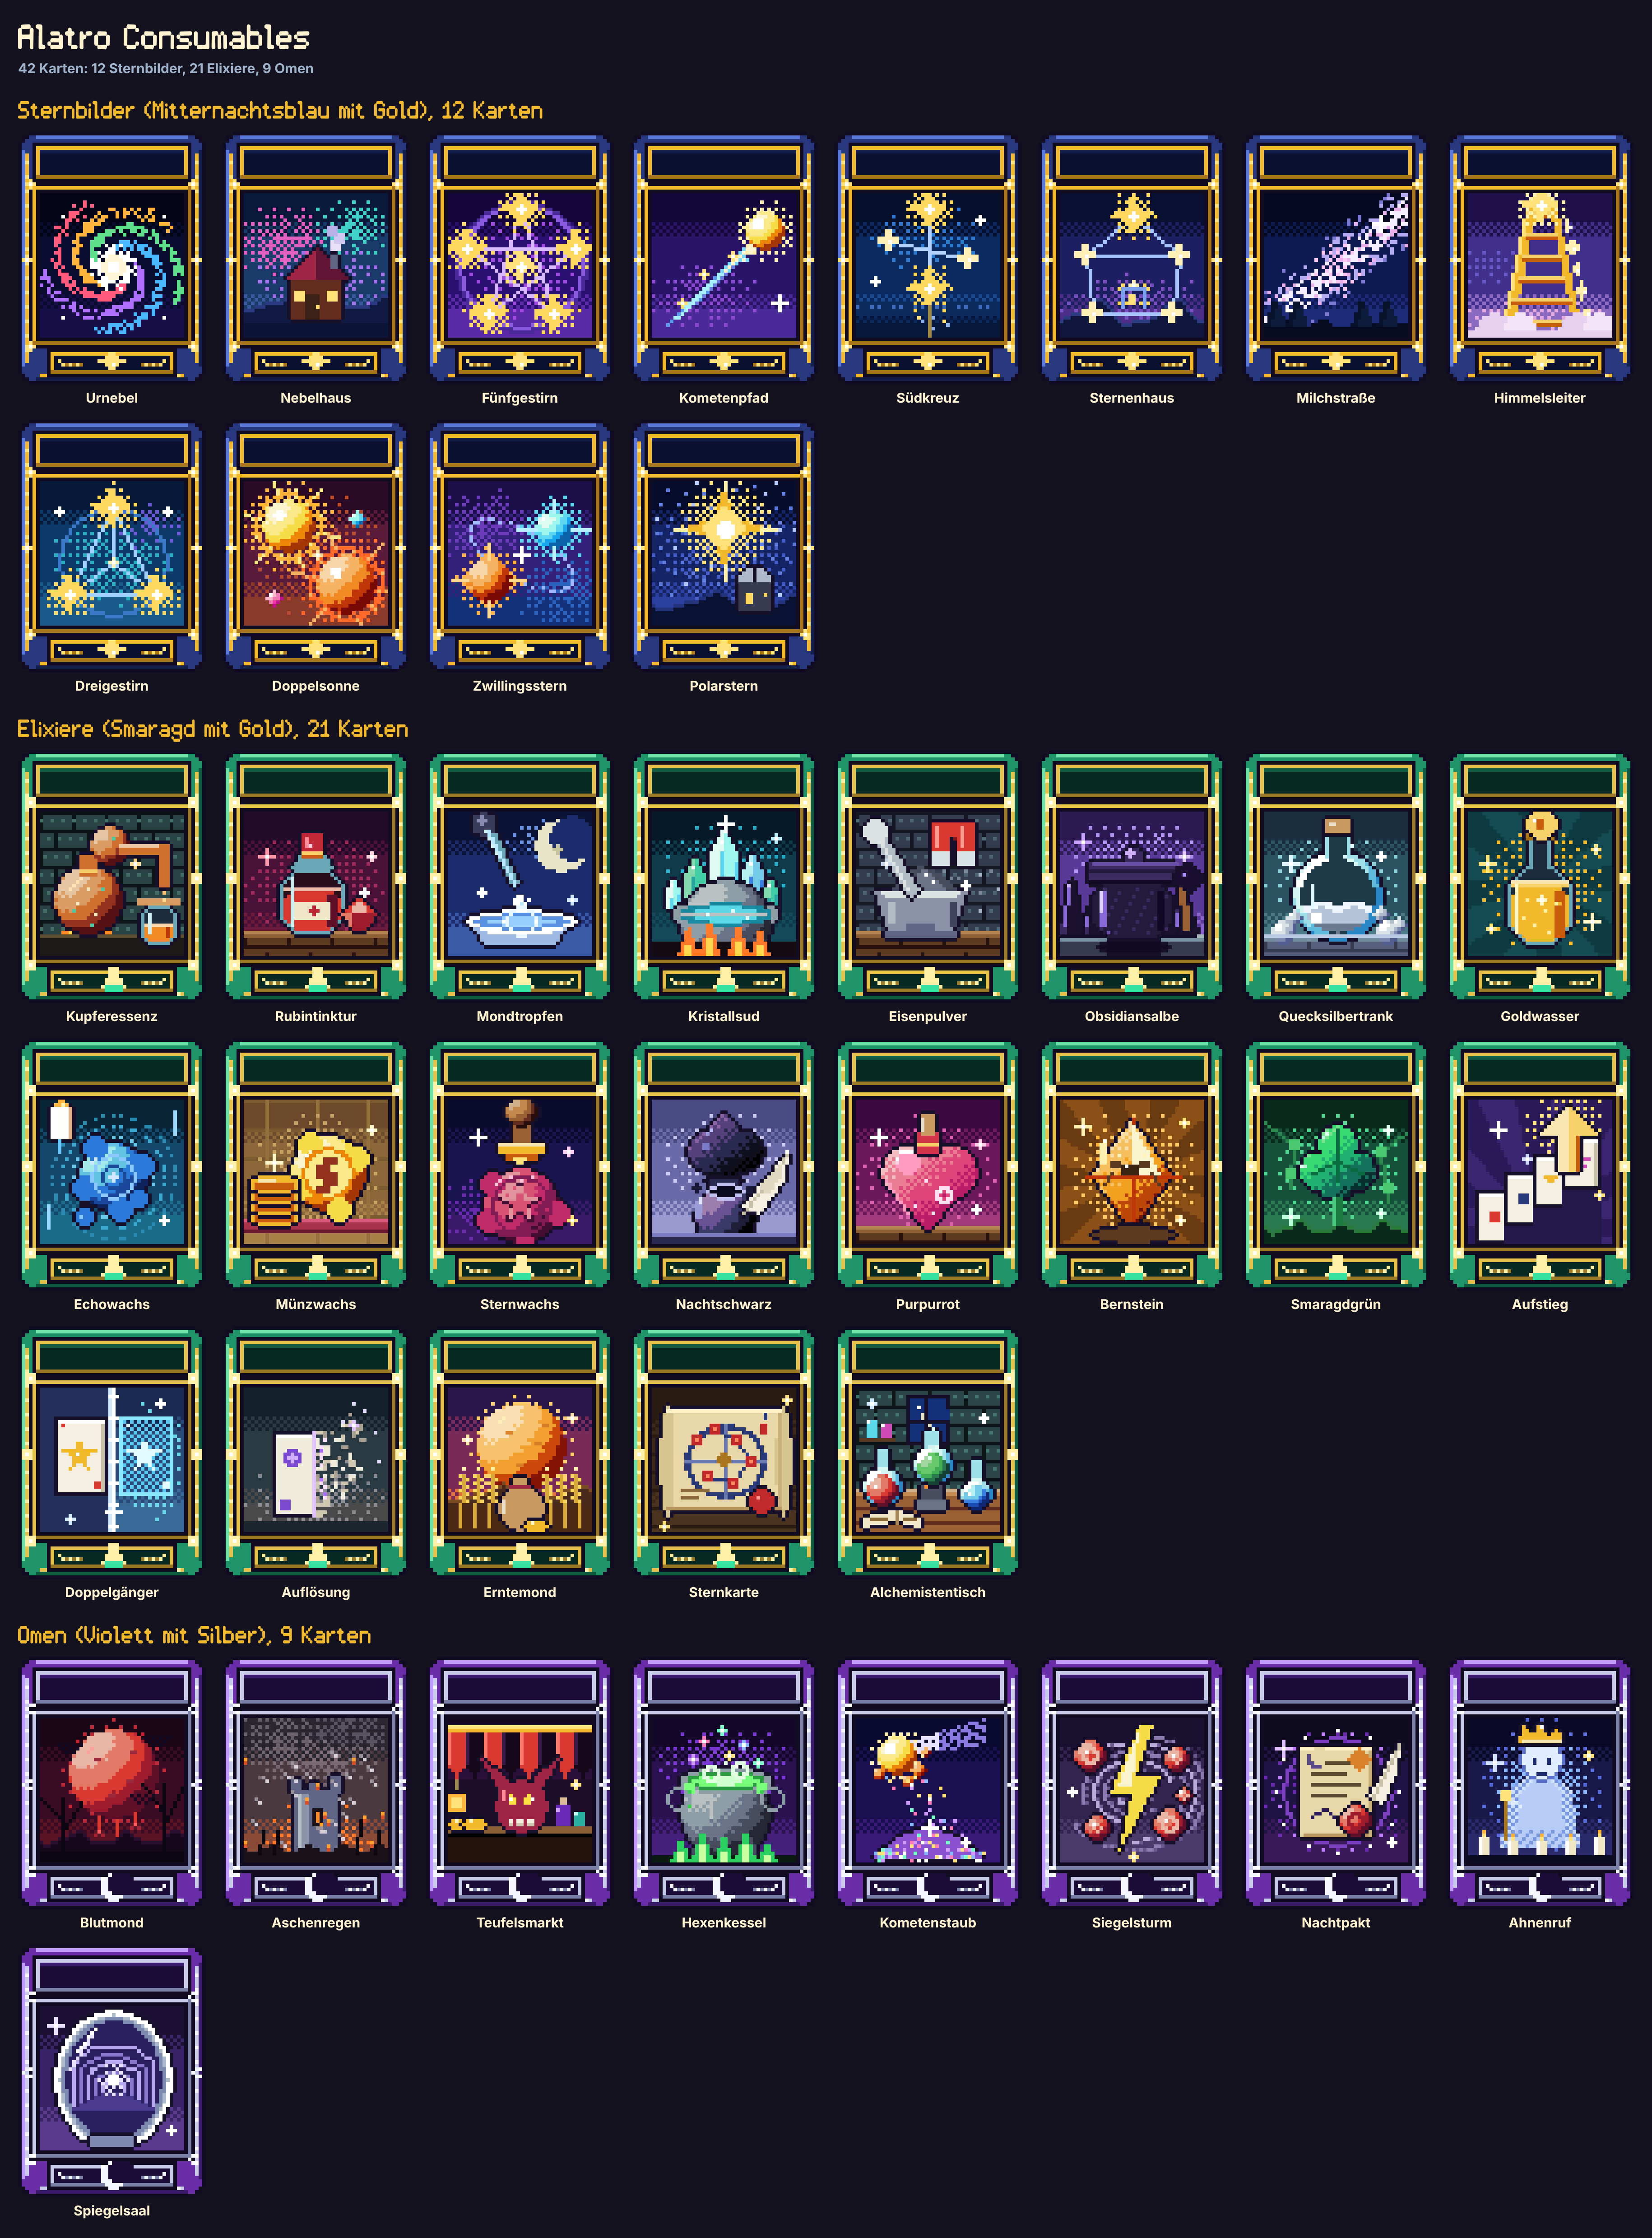 Alatro Consumables
42 Karten: 12 Sternbilder, 21 Elixiere, 9 Omen
Sternbilder (Mitternachtsblau mit Gold), 12 Karten
Urnebel Nebelhaus Fünfgestirn Kometenpfad Südkreuz Sternenhaus Milchstraße Himmelsleiter
Dreigestirn Doppelsonne Zwillingsstern Polarstern
Elixiere (Smaragd mit Gold), 21 Karten
Kupferessenz Rubintinktur Mondtropfen Kristallsud Eisenpulver Obsidiansalbe Quecksilbertrank Goldwasser
Echowachs Münzwachs Sternwachs Nachtschwarz Purpurrot Bernstein Smaragdgrün Aufstieg
Doppelgänger Auflösung Erntemond Sternkarte Alchemistentisch
Omen (Violett mit Silber), 9 Karten
Blutmond Aschenregen Teufelsmarkt Hexenkessel Kometenstaub Siegelsturm Nachtpakt Ahnenruf
Spiegelsaal